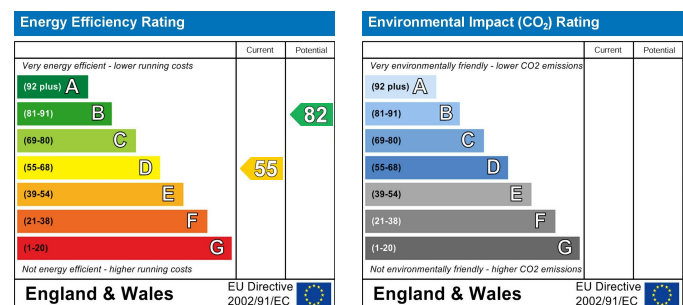 Energy Efficiency Rating
Current Potential
Very energy efficient - lower running costs
(92 plus) A
(81-91) B
82
(69-80) C
(55-68) D
55
(39-54) E
(21-38) F
(1-20) G
Not energy efficient - higher running costs
England & Wales
EU Directive
2002/91/EC
Environmental Impact (CO₂) Rating
Current Potential
Very environmentally friendly - lower CO2 emissions
(92 plus) A
(81-91) B
(69-80) C
(55-68) D
(39-54) E
(21-38) F
(1-20) G
Not environmentally friendly - higher CO2 emissions
England & Wales
EU Directive
2002/91/EC